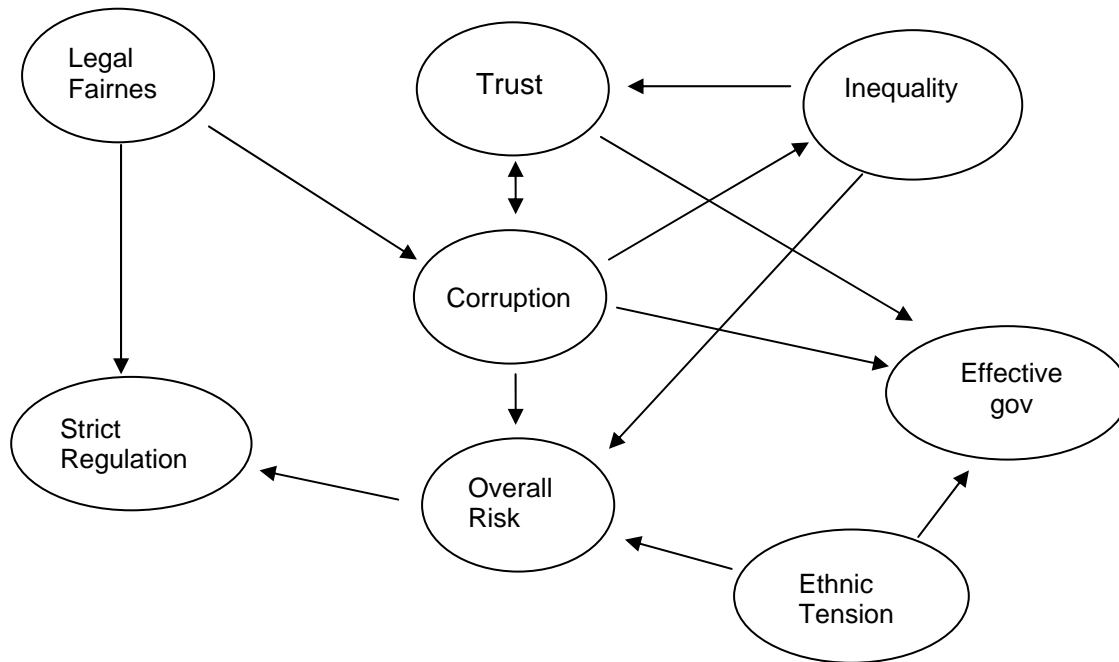 Legal
Fairnes
Trust
Inequality
Corruption
Effective
gov
Strict
Regulation
Overall
Risk
Ethnic
Tension